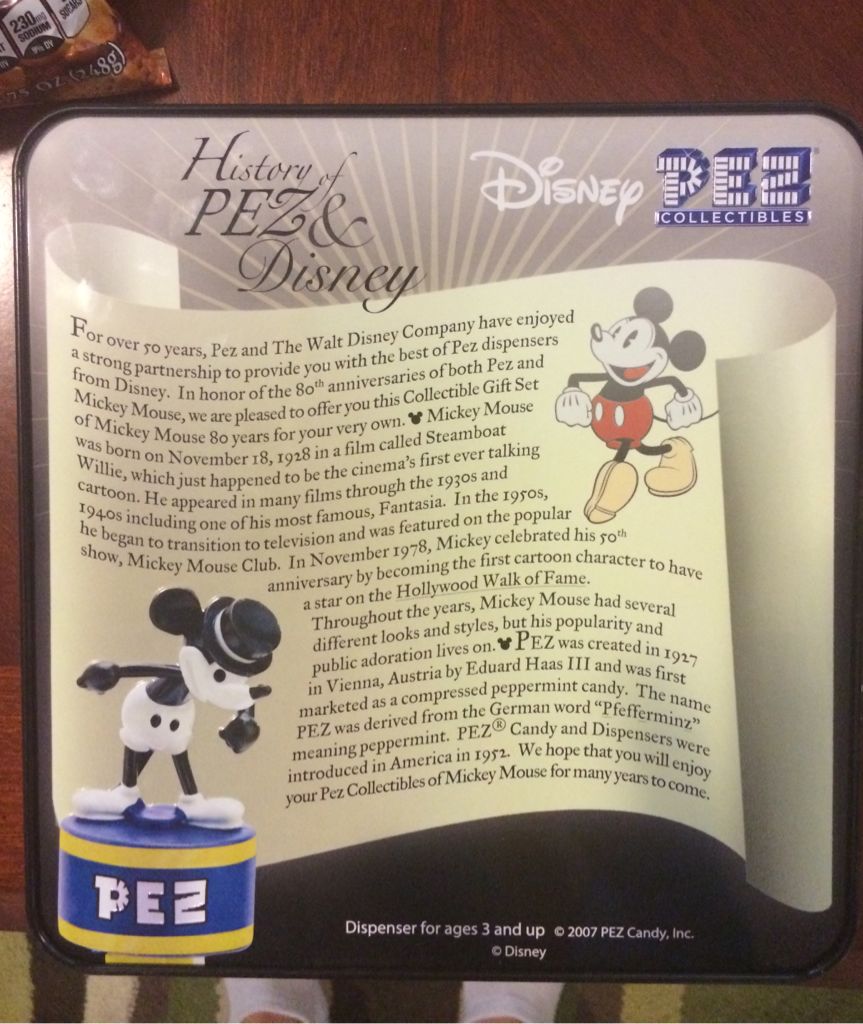 230mg
SODIUM
SUGARS
75 OZ (24.8g)
History of
PEZ &
Disney
Disney
PEZ
COLLECTIBLES
For over 50 years, Pez and The Walt Disney Company have enjoyed
a strong partnership to provide you with the best of Pez dispensers
from Disney. In honor of the 80th anniversaries of both Pez and
Mickey Mouse, we are pleased to offer you this Collectible Gift Set
of Mickey Mouse 80 years for your very own. Mickey Mouse
was born on November 18, 1928 in a film called Steamboat
Willie, which just happened to be the cinema's first ever talking
cartoon. He appeared in many films through the 1930s and
1940s including one of his most famous, Fantasia. In the 1950s,
he began to transition to television and was featured on the popular
show, Mickey Mouse Club. In November 1978, Mickey celebrated his 50th
anniversary by becoming the first cartoon character to have
a star on the Hollywood Walk of Fame.
Throughout the years, Mickey Mouse had several
different looks and styles, but his popularity and
public adoration lives on. PEZ was created in 1927
in Vienna, Austria by Eduard Haas III and was first
marketed as a compressed peppermint candy. The name
PEZ was derived from the German word "Pfefferminz"
meaning peppermint. PEZ® Candy and Dispensers were
introduced in America in 1952. We hope that you will enjoy
your Pez Collectibles of Mickey Mouse for many years to come.
PEZ
Dispenser for ages 3 and up © 2007 PEZ Candy, Inc.
© Disney